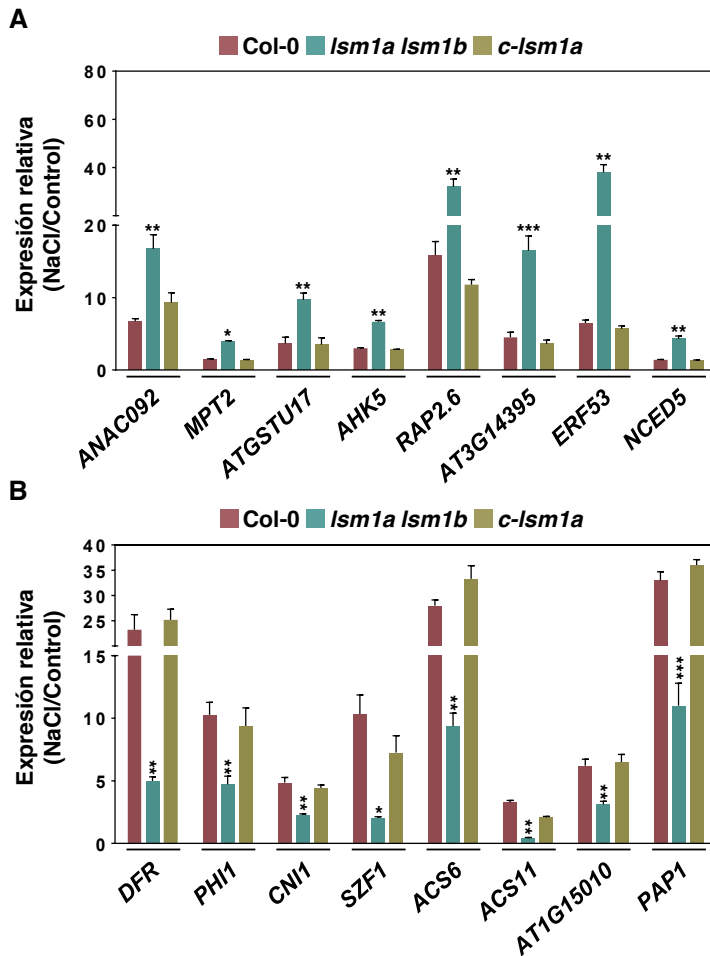 A
Col-0 lsm1a lsm1b c-lsm1a
Expresión relativa
(NaCl/Control)
80
60
40
20
10
0
** * ** ** ** *** ** **
ANAC092 MPT2 ATGSTU17 AHK5 RAP2.6 AT3G14395 ERF53 NCED5
B
Col-0 lsm1a lsm1b c-lsm1a
Expresión relativa
(NaCl/Control)
40
35
30
25
15
10
5
0
** ** ** * ** ** ** ***
DFR PHI1 CNI1 SZF1 ACS6 ACS11 AT1G15010 PAP1